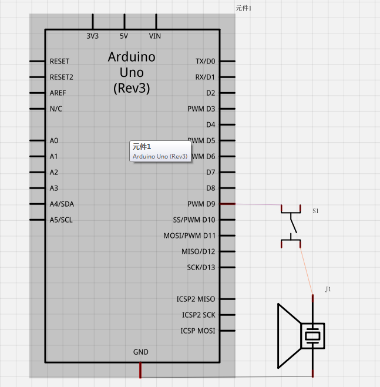 元件1
3V3 5V VIN
Arduino
Uno
(Rev3)
RESET
RESET2
AREF
N/C
A0
A1
A2
A3
A4/SDA
A5/SCL
TX/D0
RX/D1
D2
PWM D3
D4
PWM D5
WM D6
D7
D8
PWM D9
SS/PWM D10
MOSI/PWM D11
MISO/D12
SCK/D13
ICSP2 MISO
ICSP2 SCK
ICSP MOSI
GND
元件1
Arduino Uno (Rev3)
S1
J1